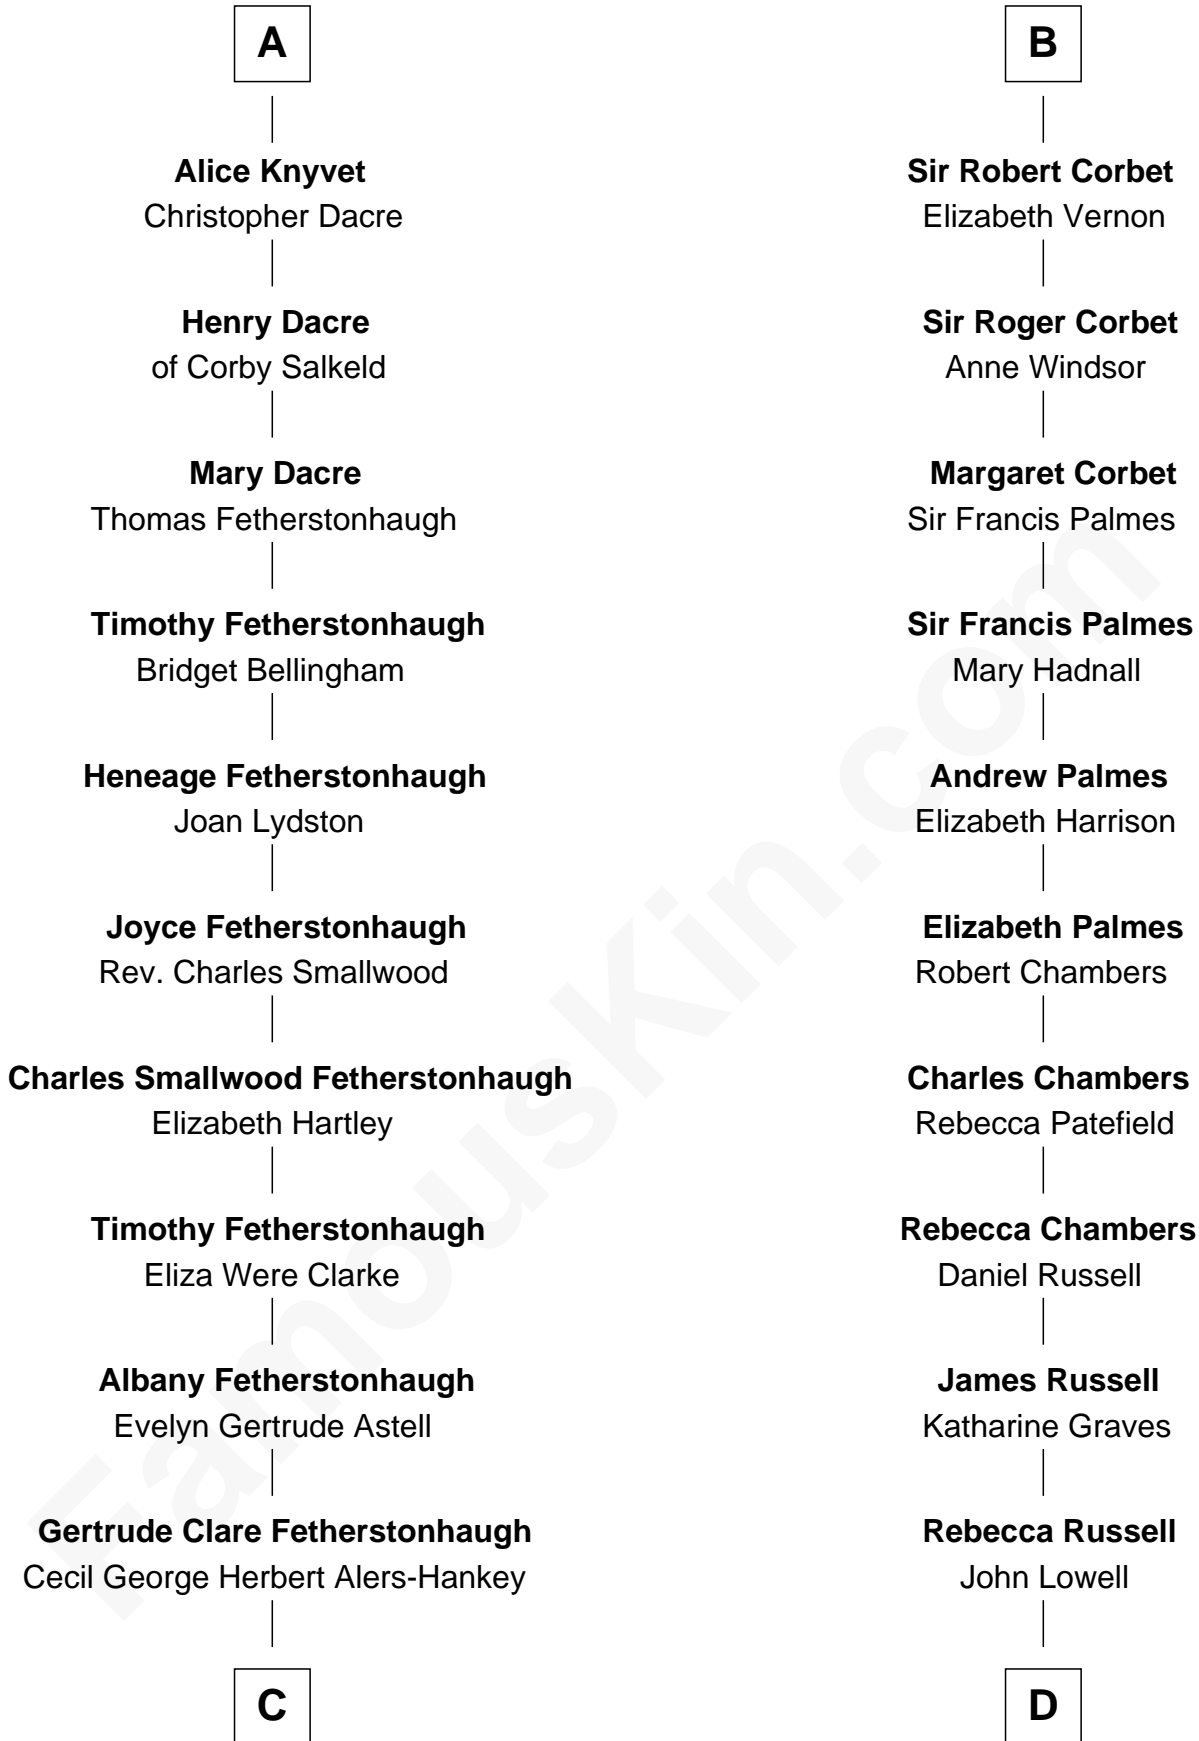 A
Alice Knyvet
Christopher Dacre
Henry Dacre
of Corby Salkeld
Mary Dacre
Thomas Fetherstonhaugh
Timothy Fetherstonhaugh
Bridget Bellingham
Heneage Fetherstonhaugh
Joan Lydston
Joyce Fetherstonhaugh
Rev. Charles Smallwood
Charles Smallwood Fetherstonhaugh
Elizabeth Hartley
Timothy Fetherstonhaugh
Eliza Were Clarke
Albany Fetherstonhaugh
Evelyn Gertrude Astell
Gertrude Clare Fetherstonhaugh
Cecil George Herbert Alers-Hankey
C
B
Sir Robert Corbet
Elizabeth Vernon
Sir Roger Corbet
Anne Windsor
Margaret Corbet
Sir Francis Palmes
Sir Francis Palmes
Mary Hadnall
Andrew Palmes
Elizabeth Harrison
Elizabeth Palmes
Robert Chambers
Charles Chambers
Rebecca Patefield
Rebecca Chambers
Daniel Russell
James Russell
Katharine Graves
Rebecca Russell
John Lowell
D
FamousKin.com